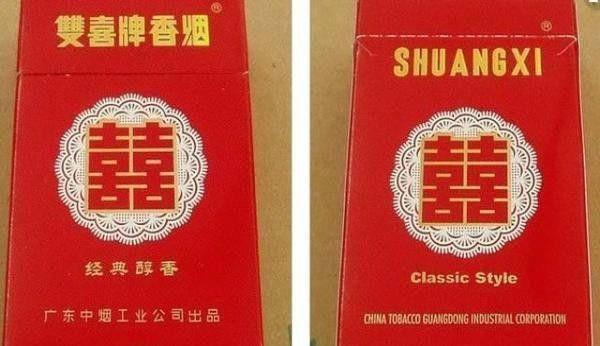 雙喜牌香烟®
囍
经典醇香
广东中烟工业公司出品
SHUANGXI®
囍
Classic Style
CHINA TOBACCO GUANGDONG INDUSTRIAL CORPORATION